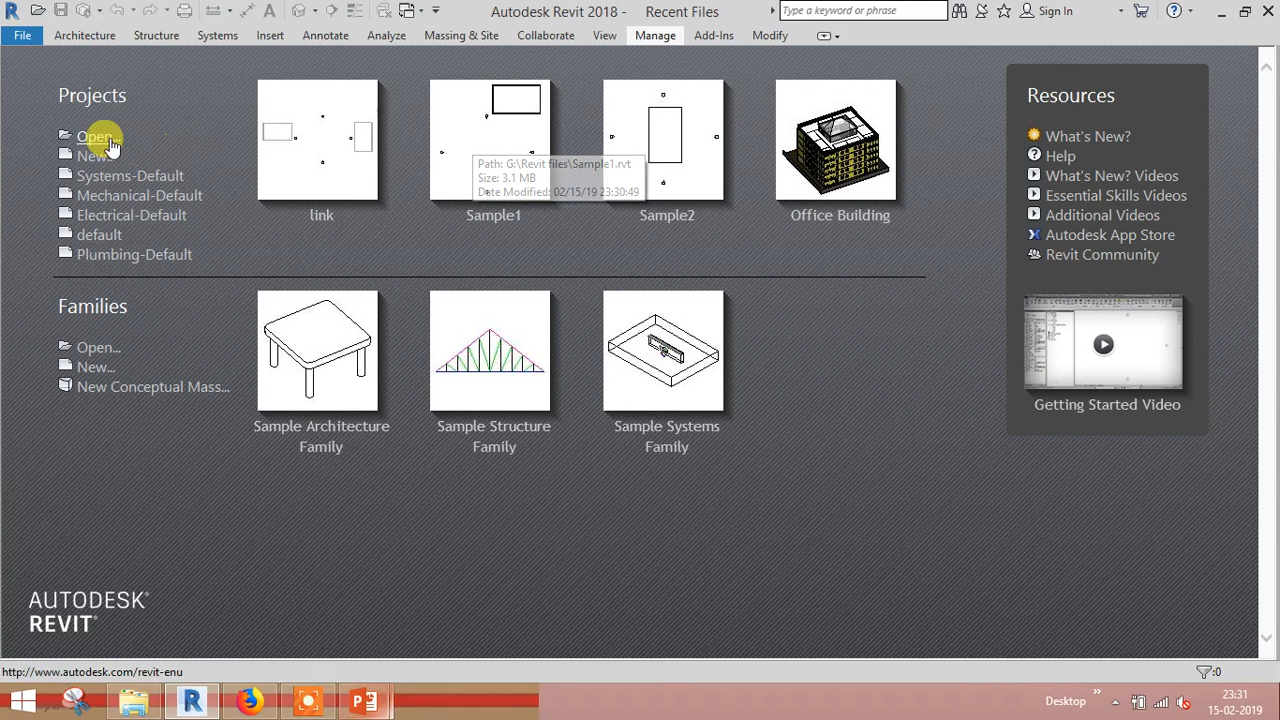 Autodesk Revit 2018 - Recent Files
Type a keyword or phrase
Sign In
File Architecture Structure Systems Insert Annotate Analyze Massing & Site Collaborate View Manage Add-Ins Modify
Projects
Open...
New...
Systems-Default
Mechanical-Default
Electrical-Default
default
Plumbing-Default
Path: G:\Revit files\Sample1.rvt
Size: 3.1 MB
Date Modified: 02/15/19 23:30:49
link
Sample1
Sample2
Office Building
Families
Open...
New...
New Conceptual Mass...
Sample Architecture
Family
Sample Structure
Family
Sample Systems
Family
Resources
What's New?
Help
What's New? Videos
Essential Skills Videos
Additional Videos
Autodesk App Store
Revit Community
Getting Started Video
AUTODESK®
REVIT®
http://www.autodesk.com/revit-enu
:0
Desktop
23:31
15-02-2019